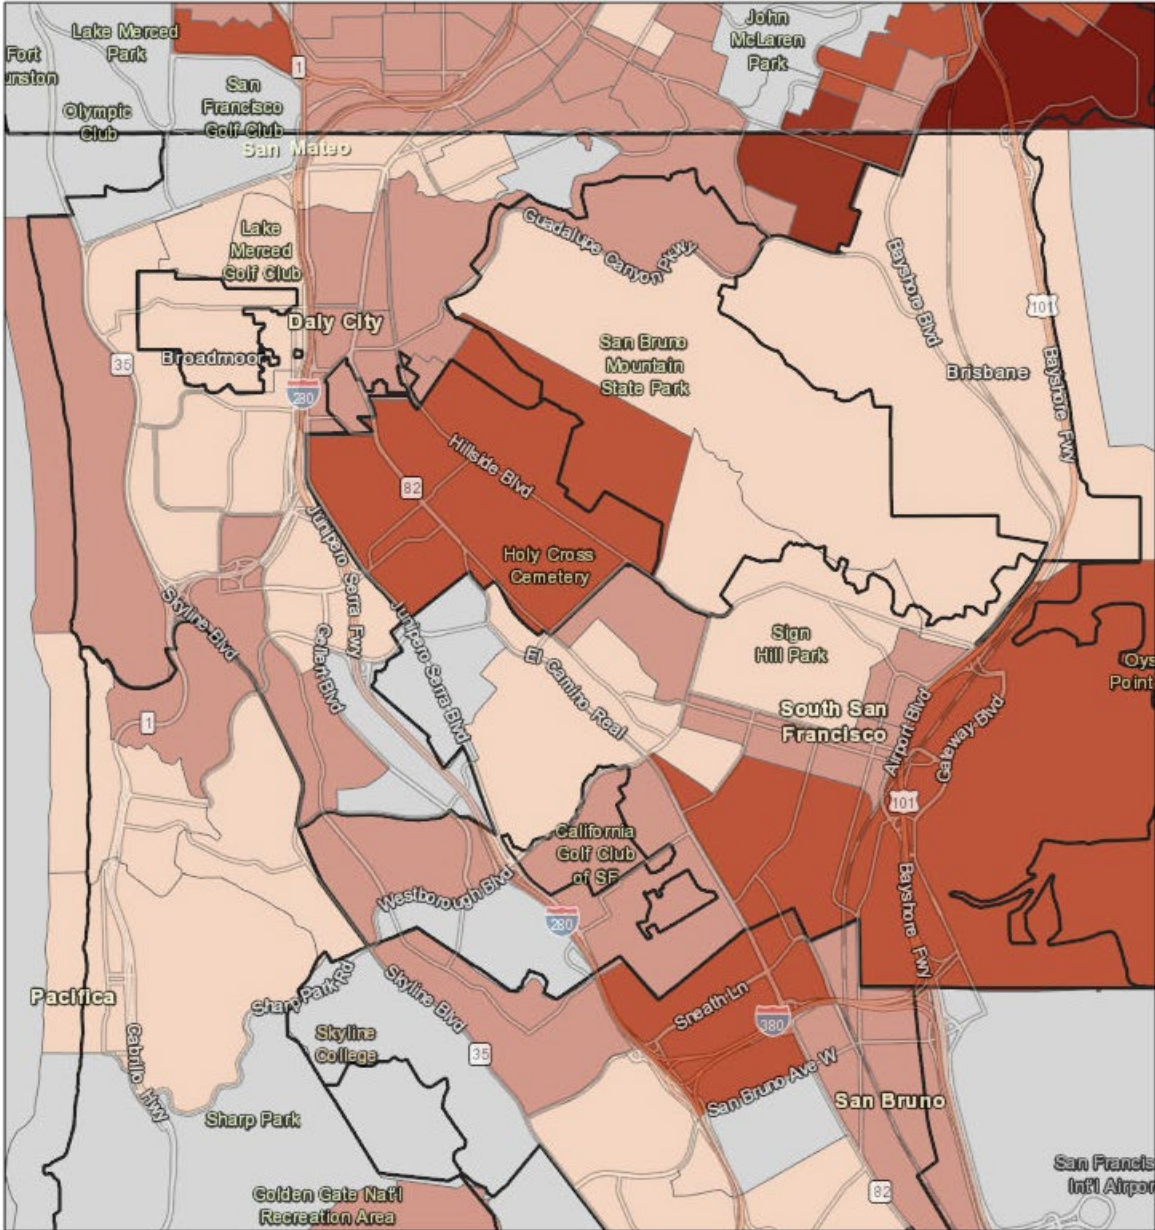 Lake Merced
Park
John
McLaren
Park
Fort
unston
1
San
Francisco
Golf Club
Olympic
Club
San Mateo
Guadalupe Canyon Pkwy
Lake
Merced
Golf Club
Bayshore Blvd
101
Daly City
San Bruno
Mountain
State Park
Broadmoor
35
280
Brisbane
Bayshore Fwy
Hillside Blvd
82
Junipero Serra Fwy
Holy Cross
Cemetery
Skyline Blvd
Callert Blvd
Junipero Serra Blvd
El Camino Real
Sign
Hill Park
Oys
Point
1
South San
Francisco
Airport Blvd
Gateway Blvd
101
California
Golf Club
of SF
Westborough Blvd
280
Bayshore Fwy
Pacifica
Sharp Park Rd
Skyline Blvd
Sneath Ln
380
Skyline
College
35
Cabrillo Hwy
San Bruno Ave W
San Bruno
Sharp Park
San Francis
Int'l Airpor
Golden Gate Nat'l
Recreation Area
82